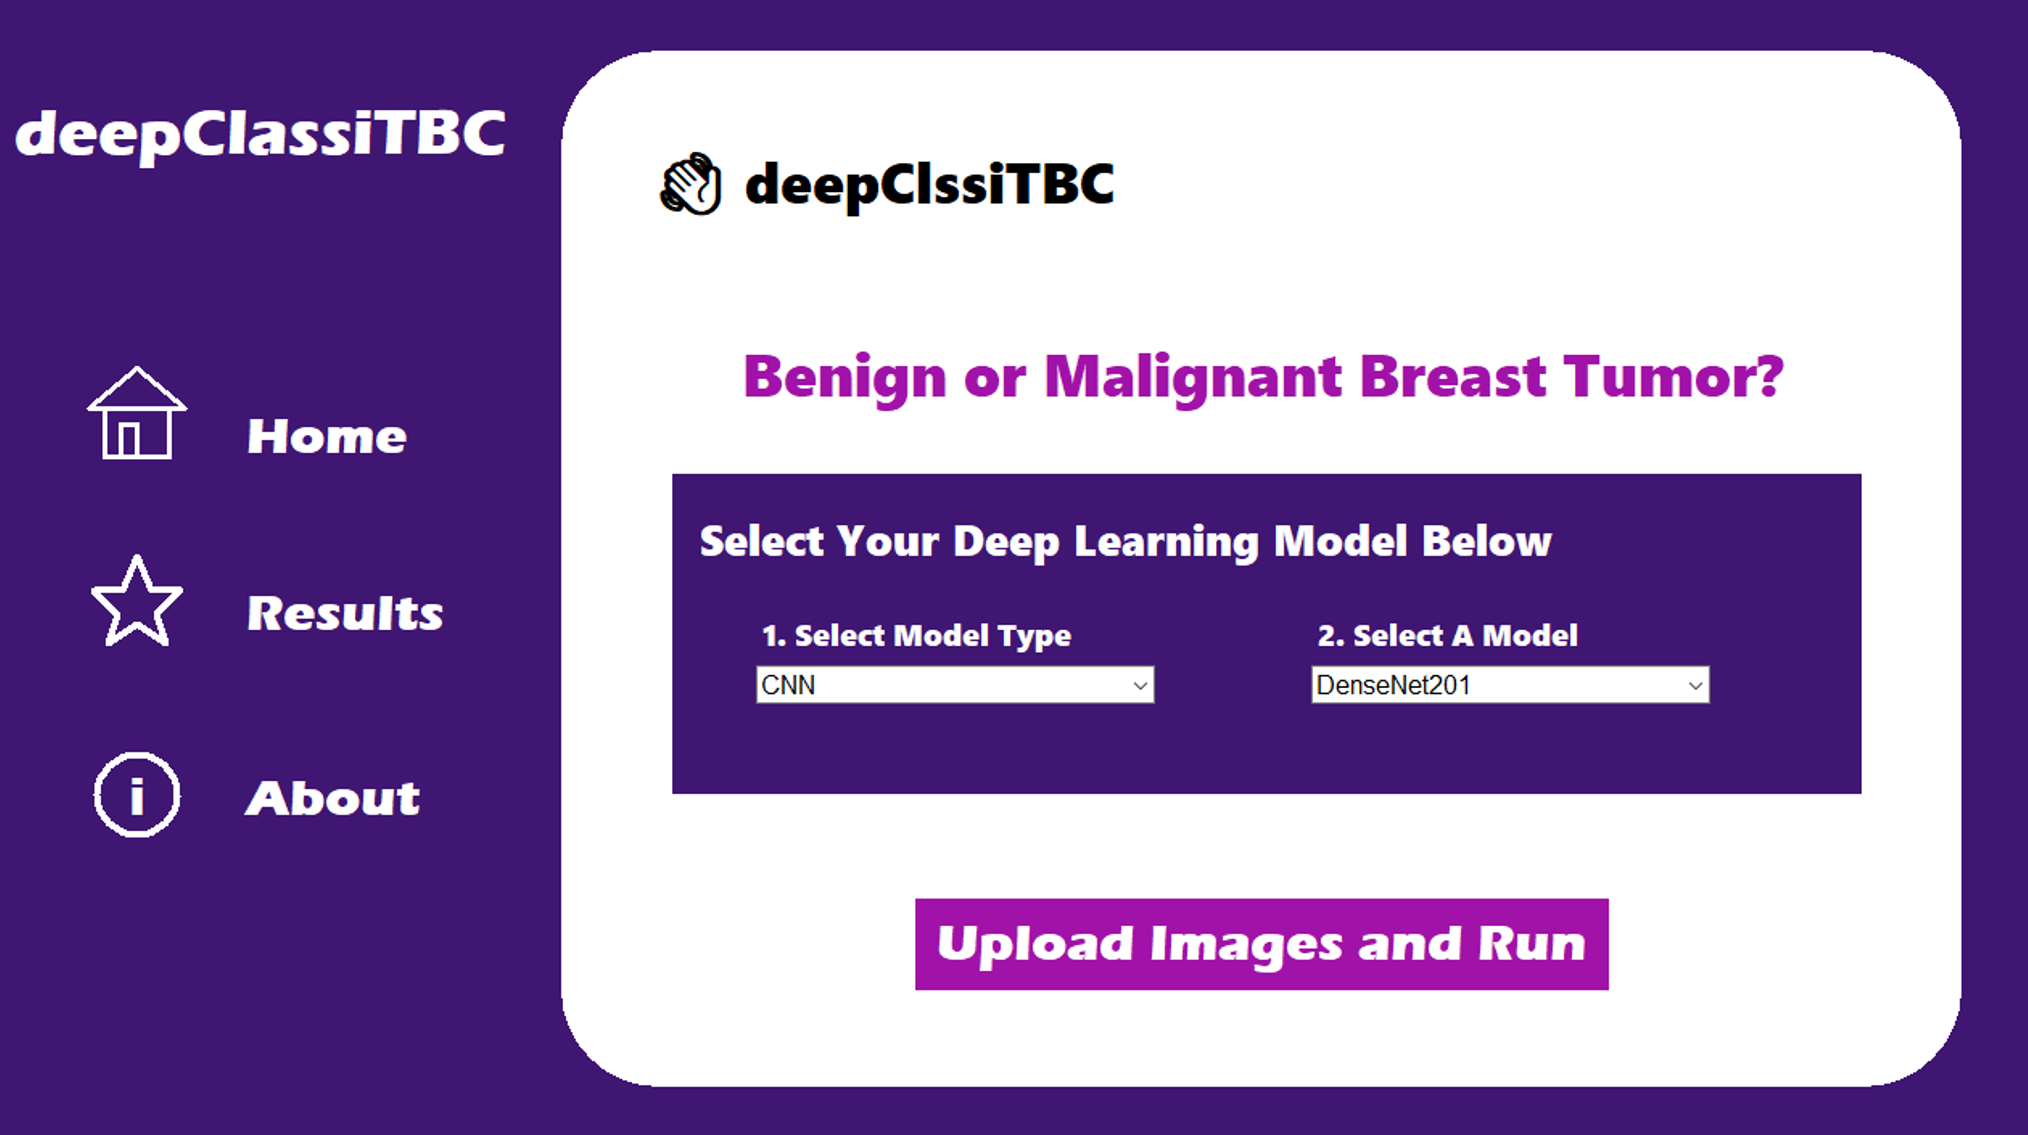 deepClassiTBC
Home
Results
i
About
deepClssiTBC
Benign or Malignant Breast Tumor?
Select Your Deep Learning Model Below
1. Select Model Type
2. Select A Model
CNN
DenseNet201
Upload Images and Run